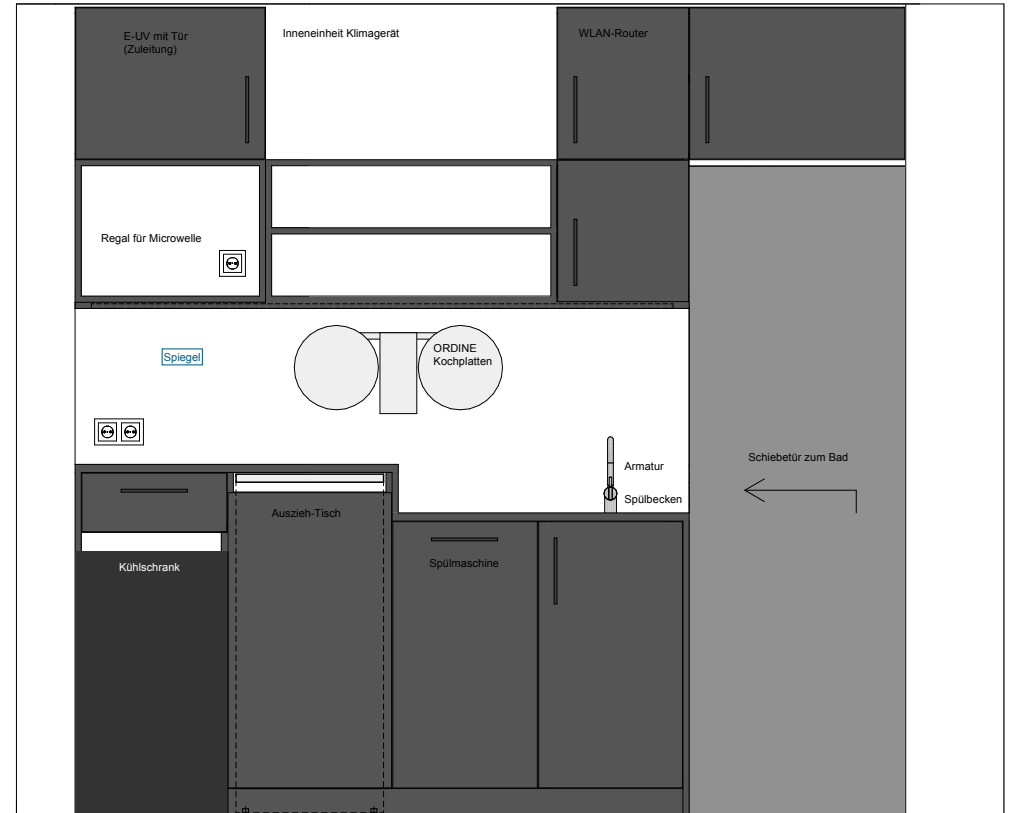 E-UV mit Tür
(Zuleitung)
Inneneinheit Klimagerät
WLAN-Router
Regal für Microwelle
Spiegel
ORDINE
Kochplatten
Armatur
Spülbecken
Schiebetür zum Bad
Auszieh-Tisch
Kühlschrank
Spülmaschine